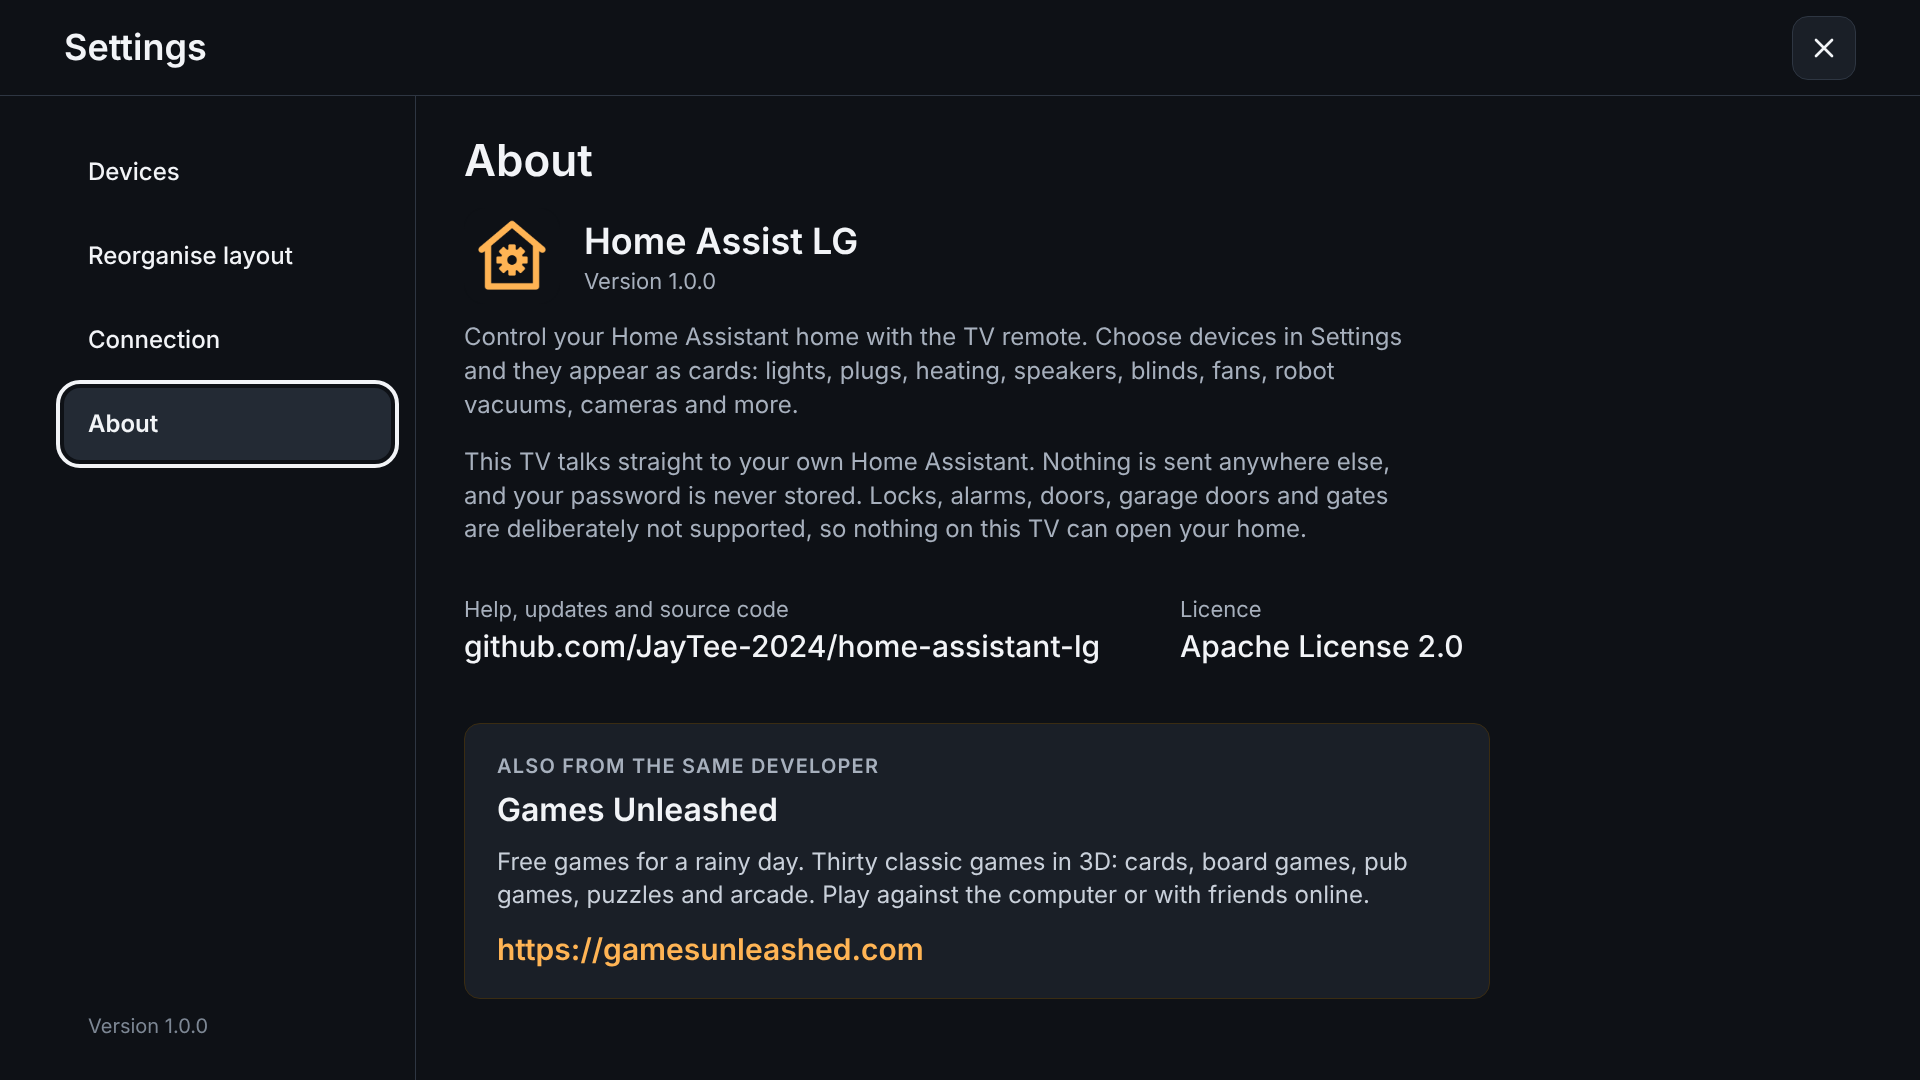 Settings
Devices
Reorganise layout
Connection
About
Version 1.0.0
About
Home Assist LG
Version 1.0.0
Control your Home Assistant home with the TV remote. Choose devices in Settings
and they appear as cards: lights, plugs, heating, speakers, blinds, fans, robot
vacuums, cameras and more.
This TV talks straight to your own Home Assistant. Nothing is sent anywhere else,
and your password is never stored. Locks, alarms, doors, garage doors and gates
are deliberately not supported, so nothing on this TV can open your home.
Help, updates and source code
github.com/JayTee-2024/home-assistant-lg
Licence
Apache License 2.0
ALSO FROM THE SAME DEVELOPER
Games Unleashed
Free games for a rainy day. Thirty classic games in 3D: cards, board games, pub
games, puzzles and arcade. Play against the computer or with friends online.
https://gamesunleashed.com